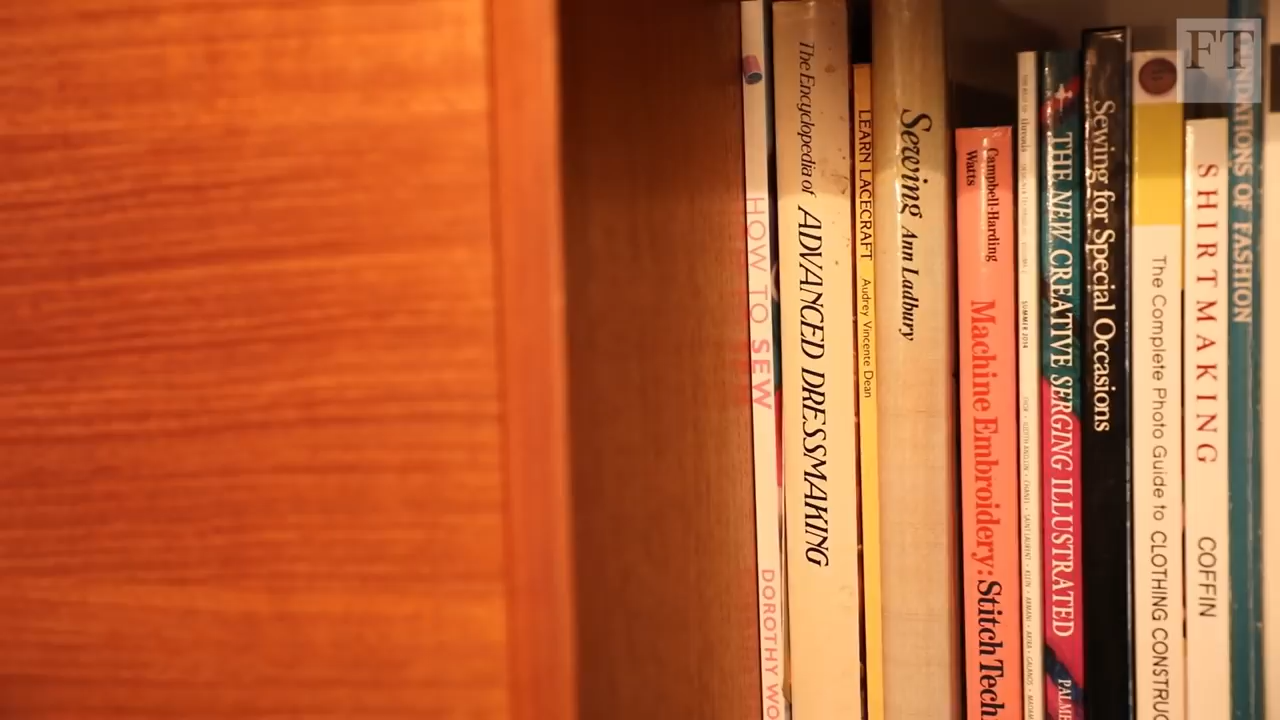 HOW TO SEW
DOROTHY WO
The Encyclopedia of ADVANCED DRESSMAKING
LEARN LACECRAFT Audrey Vincente Dean
Sewing Ann Ladbury
Campbell-Harding
Watts
Machine Embroidery: Stitch Tech
threads
SUMMER 2014
THE NEW CREATIVE SERGING ILLUSTRATED
PALME
Sewing for Special Occasions
The Complete Photo Guide to CLOTHING CONSTRUC
SHIRTMAKING
COFFIN
FT
UNDATIONS OF FASHION